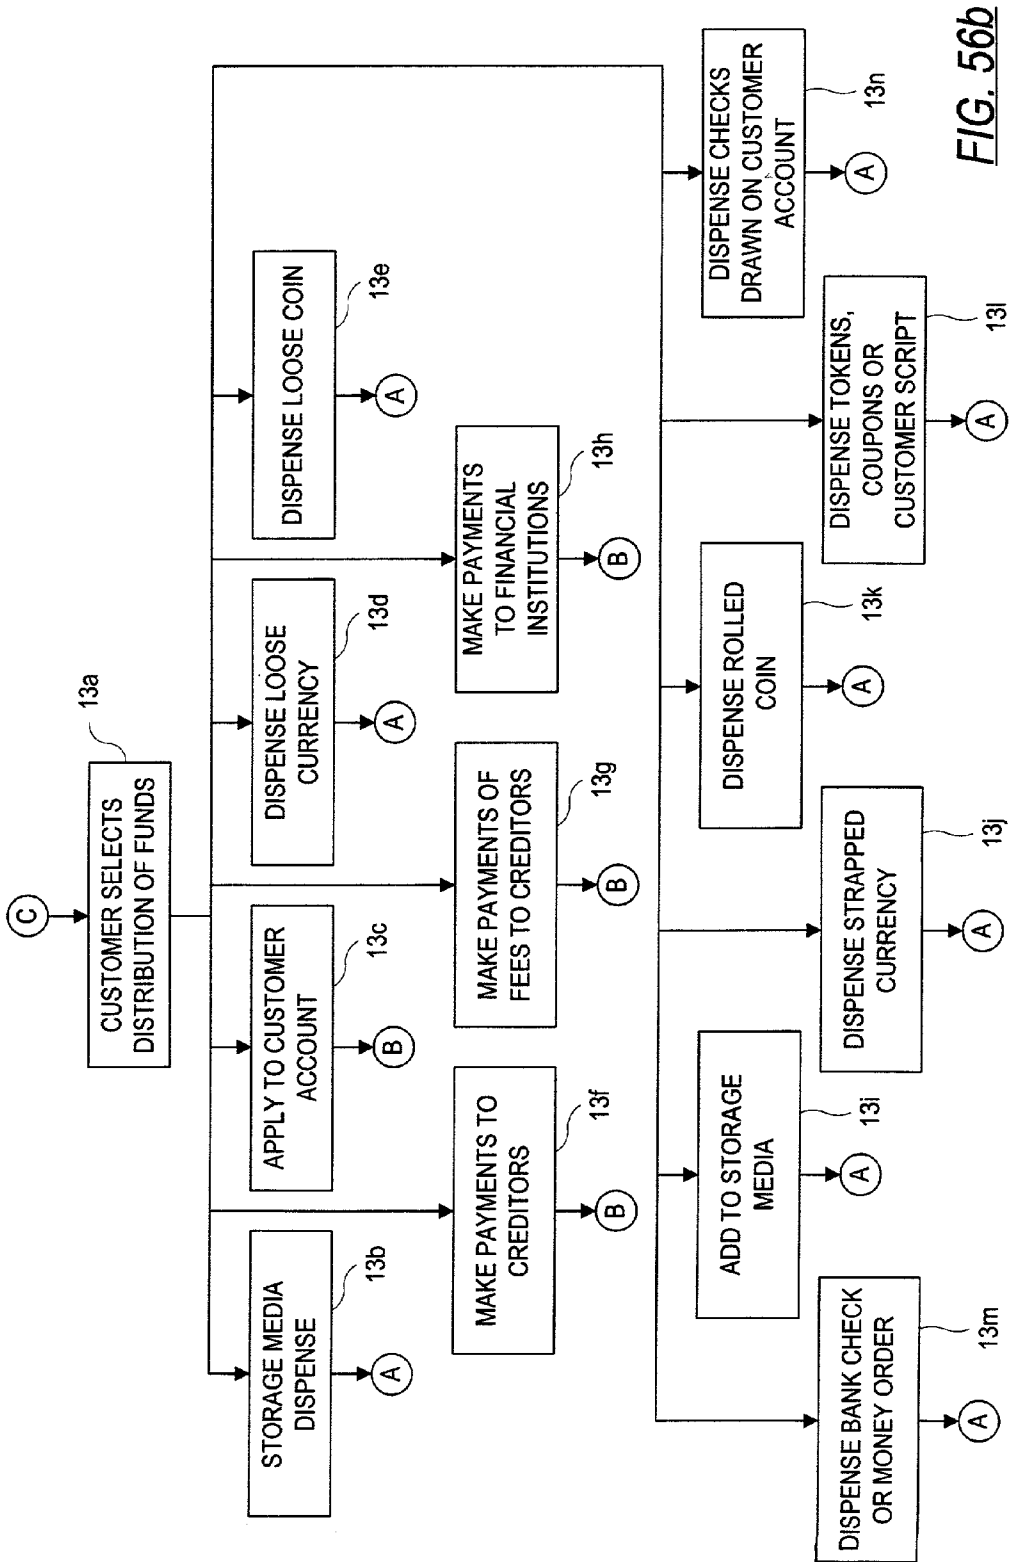 C
CUSTOMER SELECTS
DISTRIBUTION OF FUNDS
13a
STORAGE MEDIA
DISPENSE
13b
A
APPLY TO CUSTOMER
ACCOUNT
13c
B
DISPENSE LOOSE
CURRENCY
13d
A
DISPENSE LOOSE COIN
13e
A
MAKE PAYMENTS TO
CREDITORS
13f
B
MAKE PAYMENTS OF
FEES TO CREDITORS
13g
B
MAKE PAYMENTS
TO FINANCIAL
INSTITUTIONS
13h
B
ADD TO STORAGE
MEDIA
13i
A
DISPENSE ROLLED
COIN
13k
A
DISPENSE CHECKS
DRAWN ON CUSTOMER
ACCOUNT
13n
A
DISPENSE BANK CHECK
OR MONEY ORDER
13m
A
DISPENSE STRAPPED
CURRENCY
13j
A
DISPENSE TOKENS,
COUPONS OR
CUSTOMER SCRIPT
13l
A
FIG. 56b